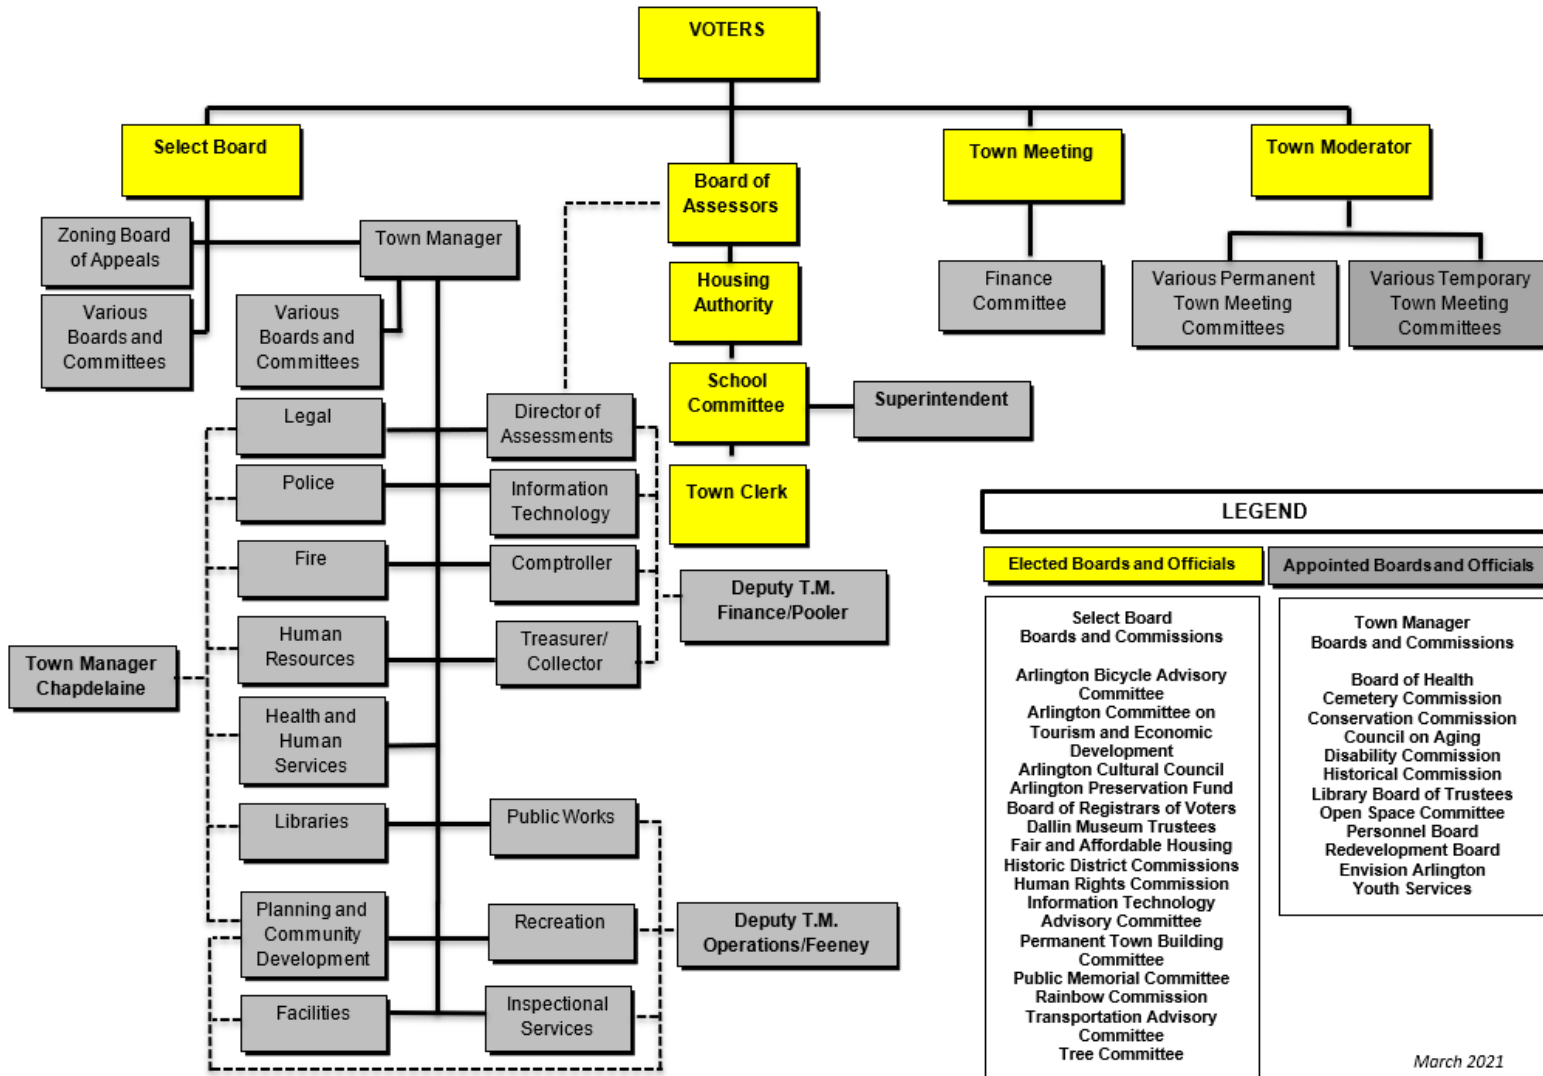 VOTERS
Select Board
Board of
Assessors
Town Meeting
Town Moderator
Zoning Board
of Appeals
Town Manager
Various
Boards and
Committees
Various
Boards and
Committees
Housing
Authority
Finance
Committee
Various Permanent
Town Meeting
Committees
Various Temporary
Town Meeting
Committees
School
Committee
Superintendent
Town Clerk
Legal
Director of
Assessments
Police
Information
Technology
Fire
Comptroller
Deputy T.M.
Finance/Pooler
Human
Resources
Treasurer/
Collector
Town Manager
Chapdelaine
Health and
Human
Services
Libraries
Public Works
Planning and
Community
Development
Recreation
Deputy T.M.
Operations/Feeney
Facilities
Inspectional
Services
LEGEND
Elected Boards and Officials
Appointed Boards and Officials
Select Board
Boards and Commissions
Arlington Bicycle Advisory
Committee
Arlington Committee on
Tourism and Economic
Development
Arlington Cultural Council
Arlington Preservation Fund
Board of Registrars of Voters
Dallin Museum Trustees
Fair and Affordable Housing
Historic District Commissions
Human Rights Commission
Information Technology
Advisory Committee
Permanent Town Building
Committee
Public Memorial Committee
Rainbow Commission
Transportation Advisory
Committee
Tree Committee
Town Manager
Boards and Commissions
Board of Health
Cemetery Commission
Conservation Commission
Council on Aging
Disability Commission
Historical Commission
Library Board of Trustees
Open Space Committee
Personnel Board
Redevelopment Board
Envision Arlington
Youth Services
March 2021